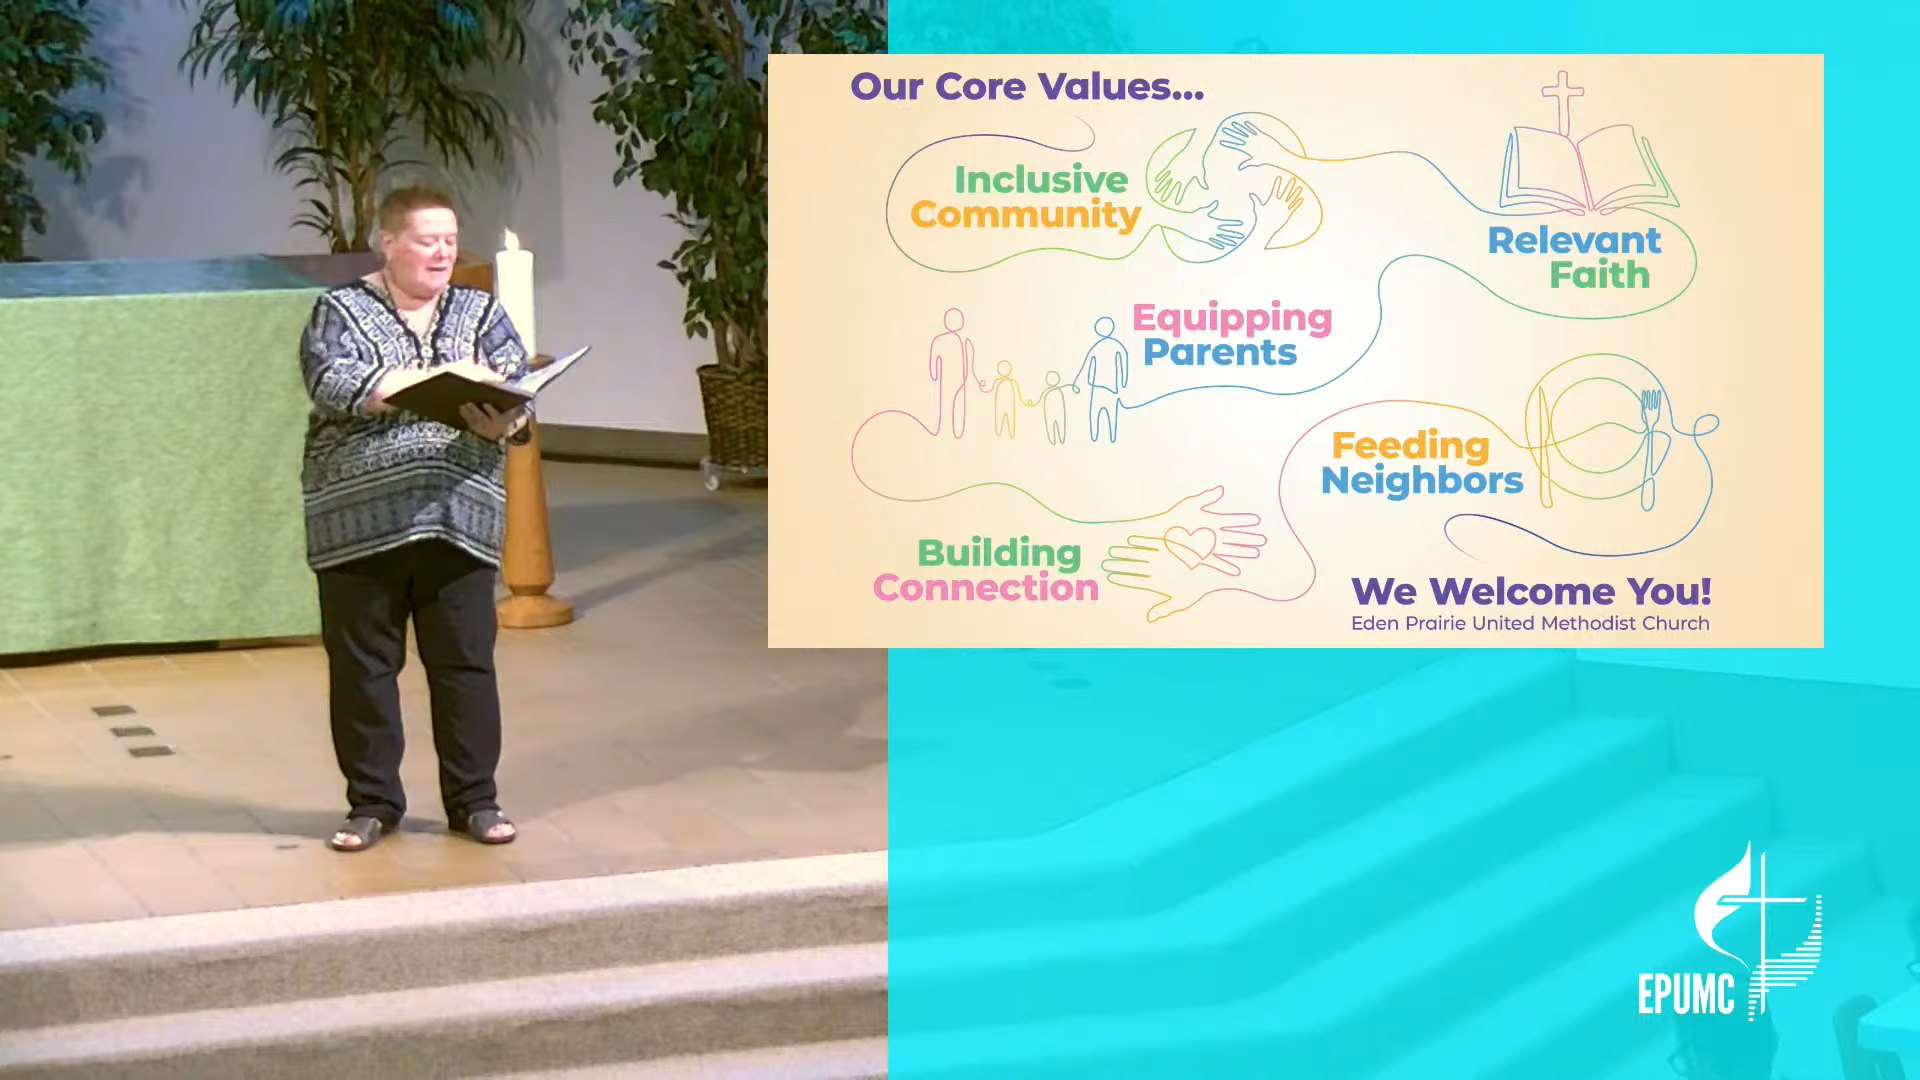 Our Core Values...
Inclusive
Community
Relevant
Faith
Equipping
Parents
Feeding
Neighbors
Building
Connection
We Welcome You!
Eden Prairie United Methodist Church
EPUMC